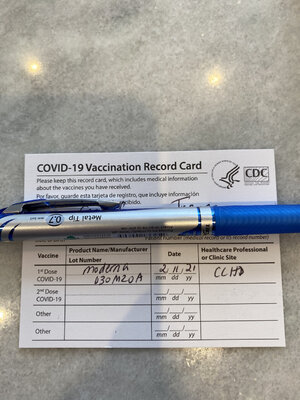 COVID-19 Vaccination Record Card
CDC
Please keep this record card, which includes medical information
about the vaccines you have received.
Por favor, guarde esta tarjeta de registro, que incluye información
Metal Tip 0.7
Vaccine Product Name/Manufacturer Date Healthcare Professional
Lot Number or Clinic Site
1st Dose moderna 2 / 11 / 21 CCHD
COVID-19 030M20A mm dd yy
2nd Dose / /
COVID-19 mm dd yy
Other / /
mm dd yy
Other / /
mm dd yy